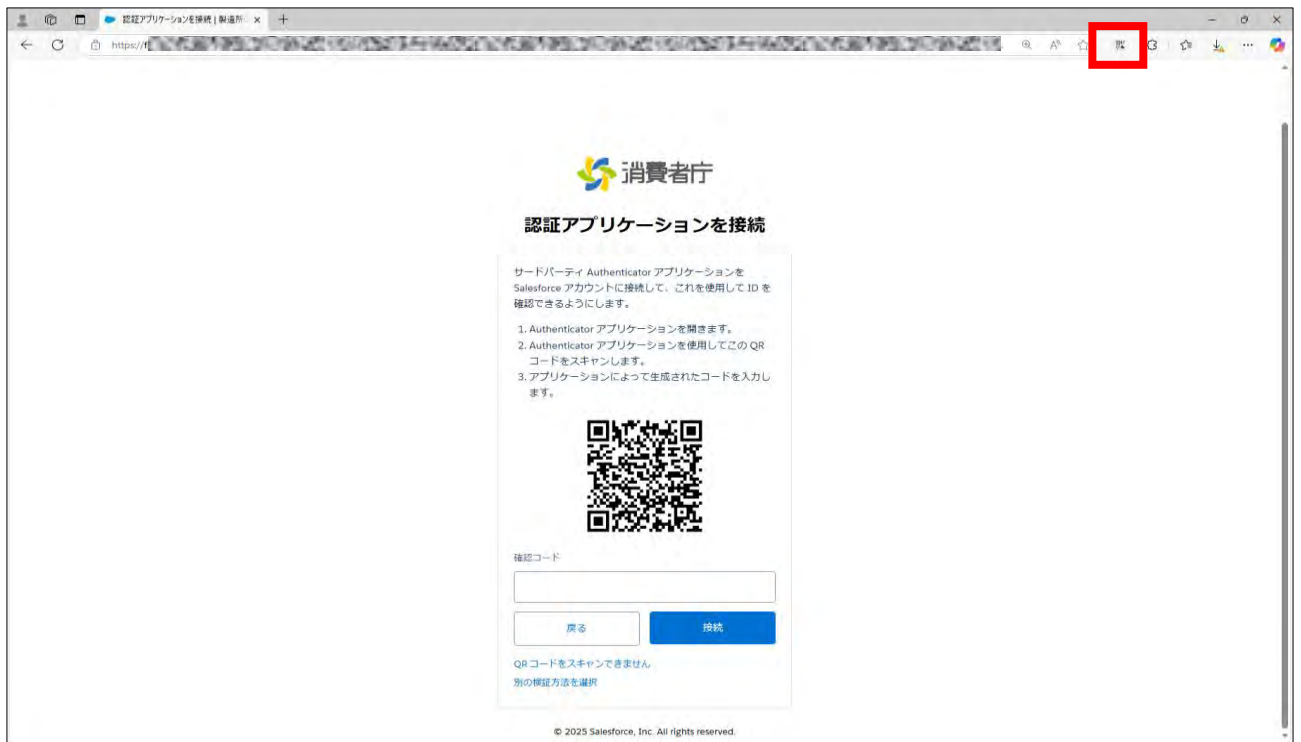 認証アプリケーションを接続 | 製造所
https://f
消費者庁
認証アプリケーションを接続
サードパーティ Authenticator アプリケーションを
Salesforce アカウントに接続して、これを使用して ID を
確認できるようにします。
1. Authenticator アプリケーションを開きます。
2. Authenticator アプリケーションを使用してこの QR
コードをスキャンします。
3. アプリケーションによって生成されたコードを入力し
ます。
確認コード
戻る
接続
QR コードをスキャンできません
別の検証方法を選択
© 2025 Salesforce, Inc. All rights reserved.